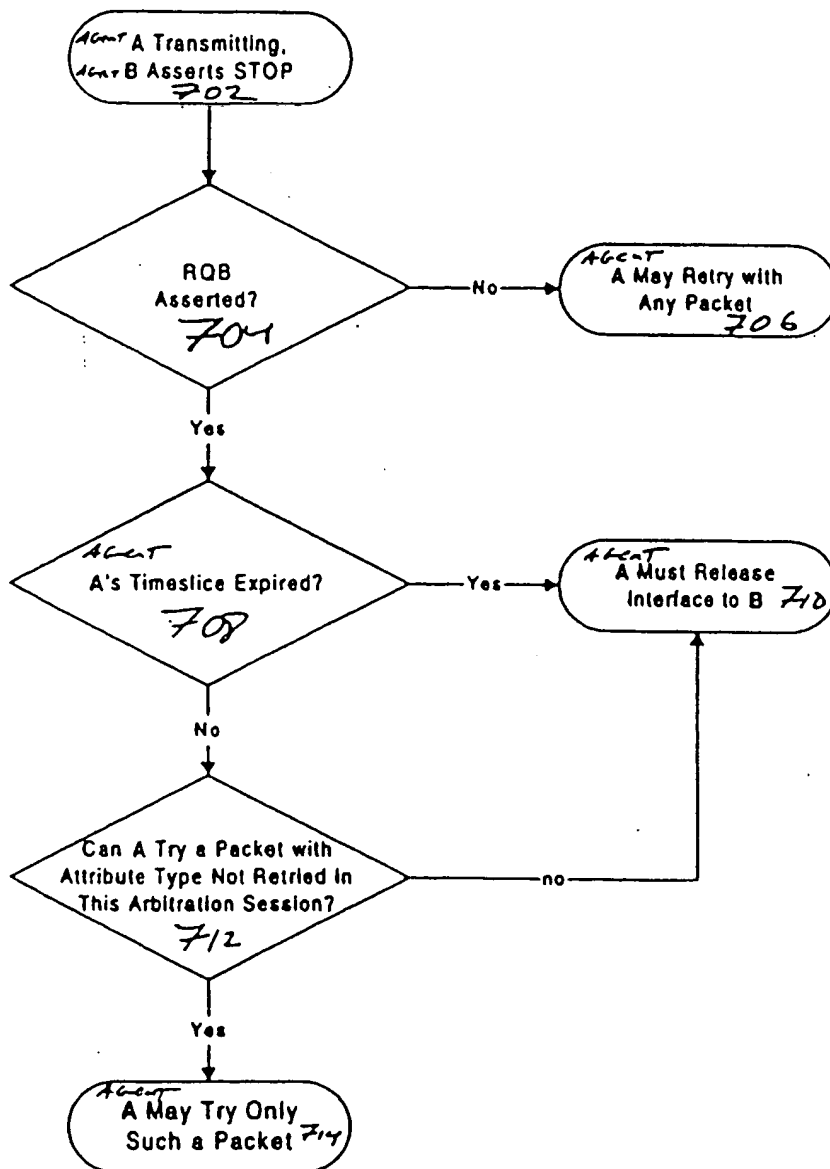 Agent A Transmitting,
Agent B Asserts STOP
702
RQB
Asserted?
704
No
Agent
A May Retry with
Any Packet
706
Yes
Agent
A's Timeslice Expired?
708
Yes
Agent
A Must Release
Interface to B 710
No
Can A Try a Packet with
Attribute Type Not Retried In
This Arbitration Session?
712
no
Yes
Agent
A May Try Only
Such a Packet 714